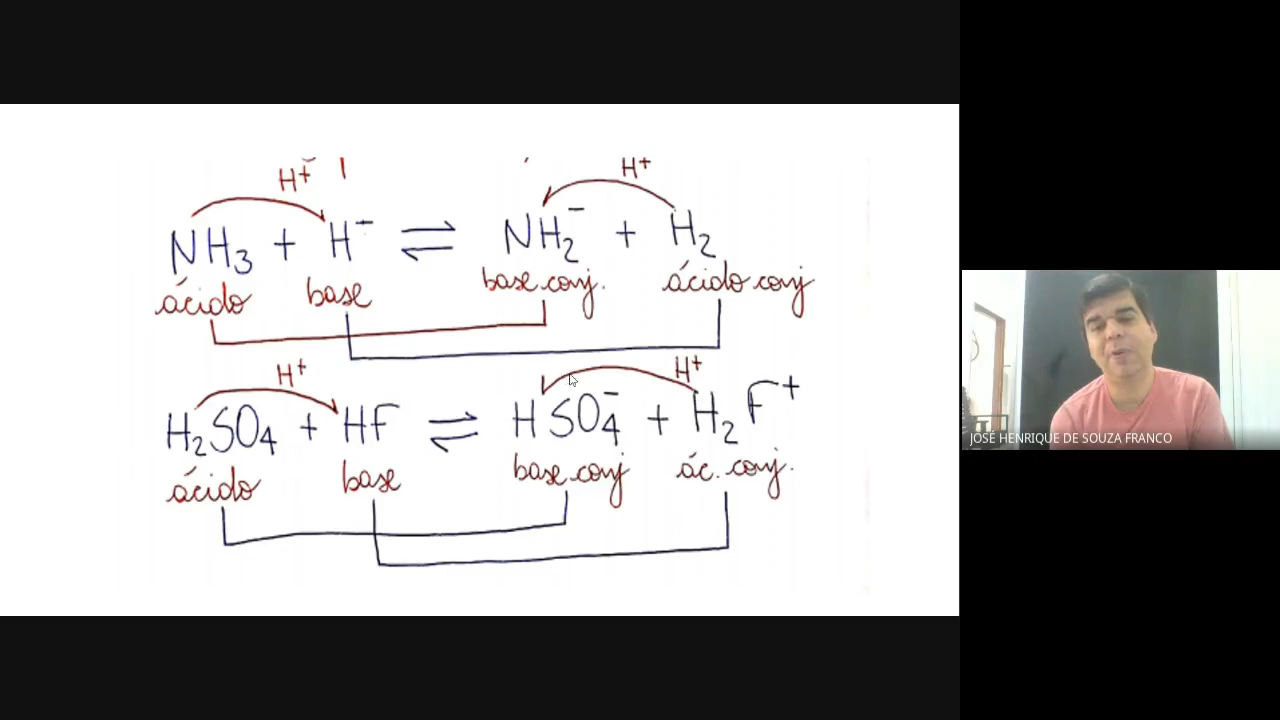 H+ H+
NH3 + H⁻ ⇌ NH2⁻ + H2
ácido base base conj. ácido conj
H+ H+
H2SO4 + HF ⇌ HSO4⁻ + H2F+
ácido base base conj ác. conj.
JOSÉ HENRIQUE DE SOUZA FRANCO